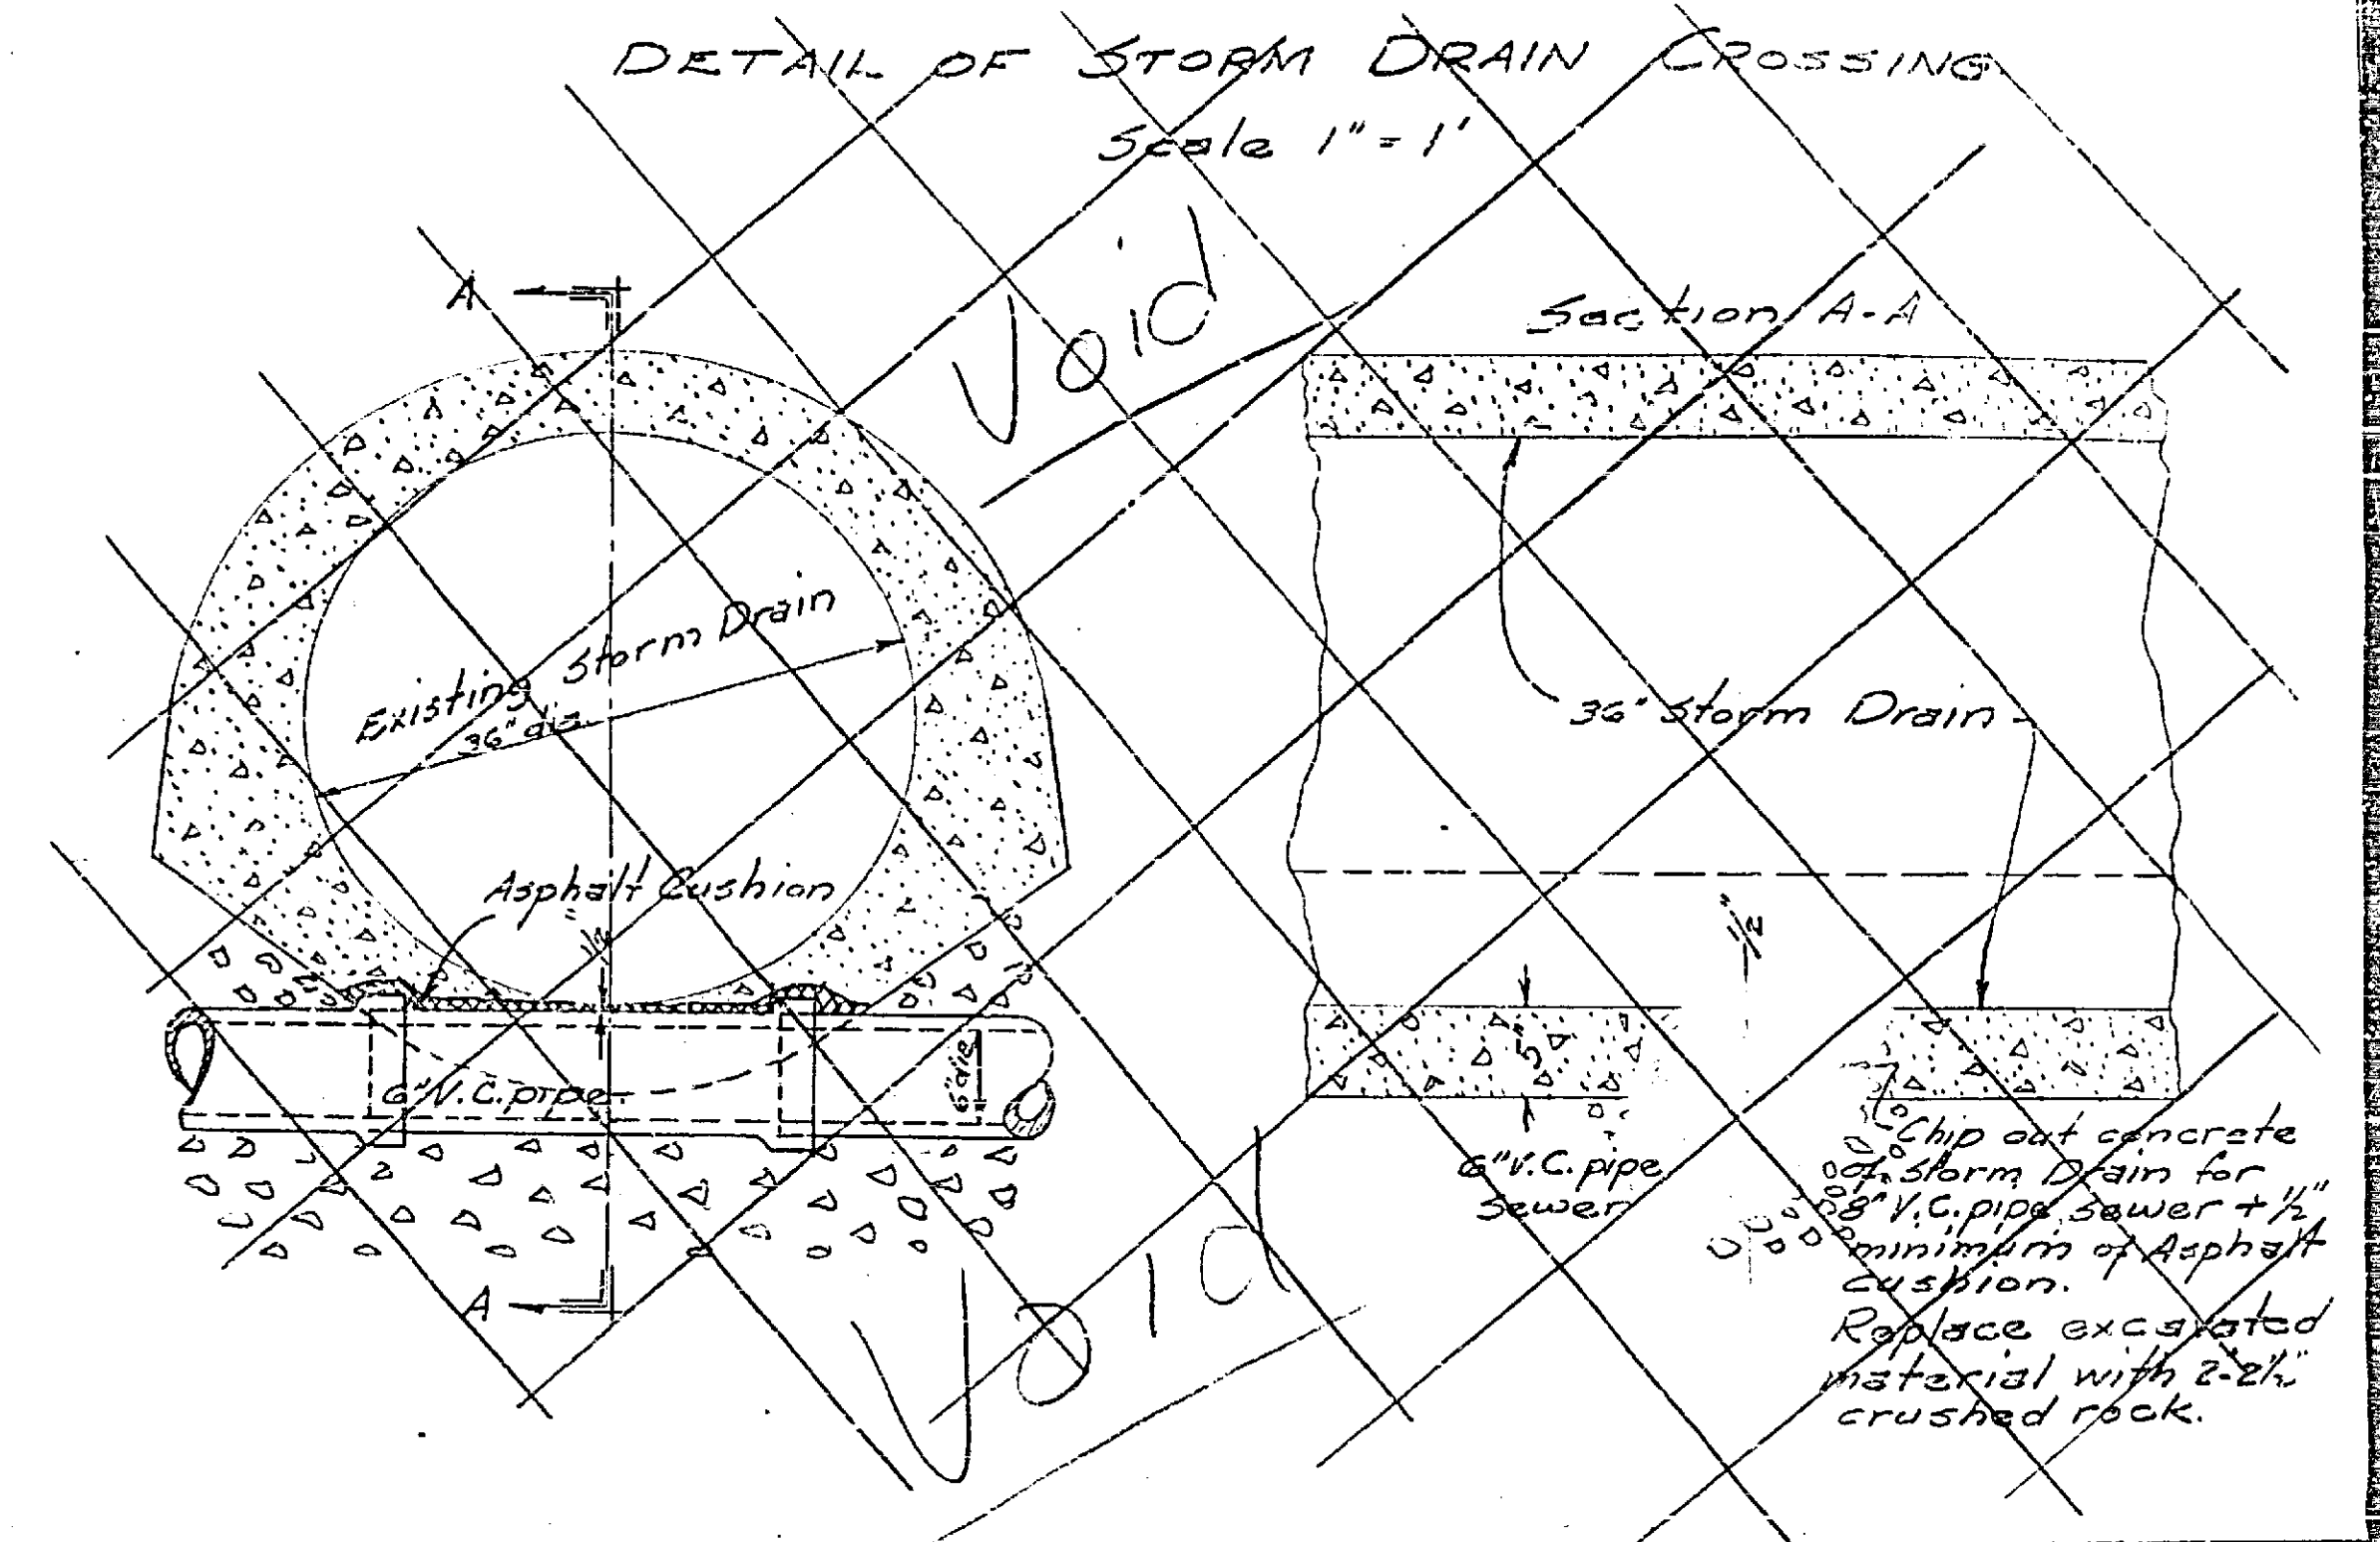 DETAIL OF STORM DRAIN CROSSING
Scale 1" = 1'
Void
A
Section A-A
Existing Storm Drain
36" dia.
36" Storm Drain
Asphalt Cushion
1/2"
1/2"
5"
6" V.C. pipe
6" dia.
6" V.C. pipe
sewer
Chip out concrete
of Storm Drain for
8" V.C. pipe sewer + 1/2"
minimum of Asphalt
cushion.
Replace excavated
material with 2-2 1/2"
crushed rock.
A
Void